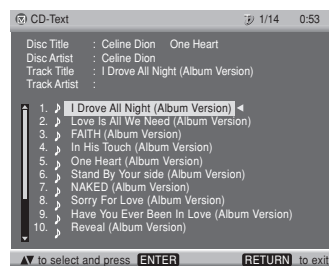 CD-Text 1/14 0:53
Disc Title : Celine Dion One Heart
Disc Artist : Celine Dion
Track Title : I Drove All Night (Album Version)
Track Artist :
1. I Drove All Night (Album Version)
2. Love Is All We Need (Album Version)
3. FAITH (Album Version)
4. In His Touch (Album Version)
5. One Heart (Album Version)
6. Stand By Your side (Album Version)
7. NAKED (Album Version)
8. Sorry For Love (Album Version)
9. Have You Ever Been In Love (Album Version)
10. Reveal (Album Version)
▲▼ to select and press ENTER RETURN to exit